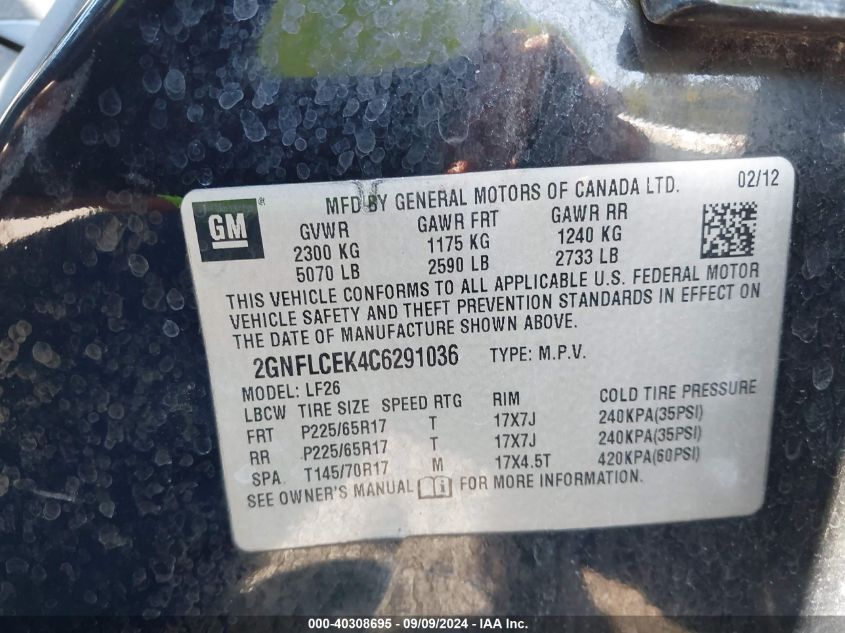 MFD BY GENERAL MOTORS OF CANADA LTD. 02/12
GM
GVWR GAWR FRT GAWR RR
2300 KG 1175 KG 1240 KG
5070 LB 2590 LB 2733 LB
THIS VEHICLE CONFORMS TO ALL APPLICABLE U.S. FEDERAL MOTOR
VEHICLE SAFETY AND THEFT PREVENTION STANDARDS IN EFFECT ON
THE DATE OF MANUFACTURE SHOWN ABOVE.
2GNFLCEK4C6291036 TYPE: M.P.V.
MODEL: LF26
LBCW TIRE SIZE SPEED RTG RIM COLD TIRE PRESSURE
FRT P225/65R17 T 17X7J 240KPA(35PSI)
RR P225/65R17 T 17X7J 240KPA(35PSI)
SPA T145/70R17 M 17X4.5T 420KPA(60PSI)
SEE OWNER'S MANUAL FOR MORE INFORMATION.
000-40308695 - 09/09/2024 - IAA Inc.